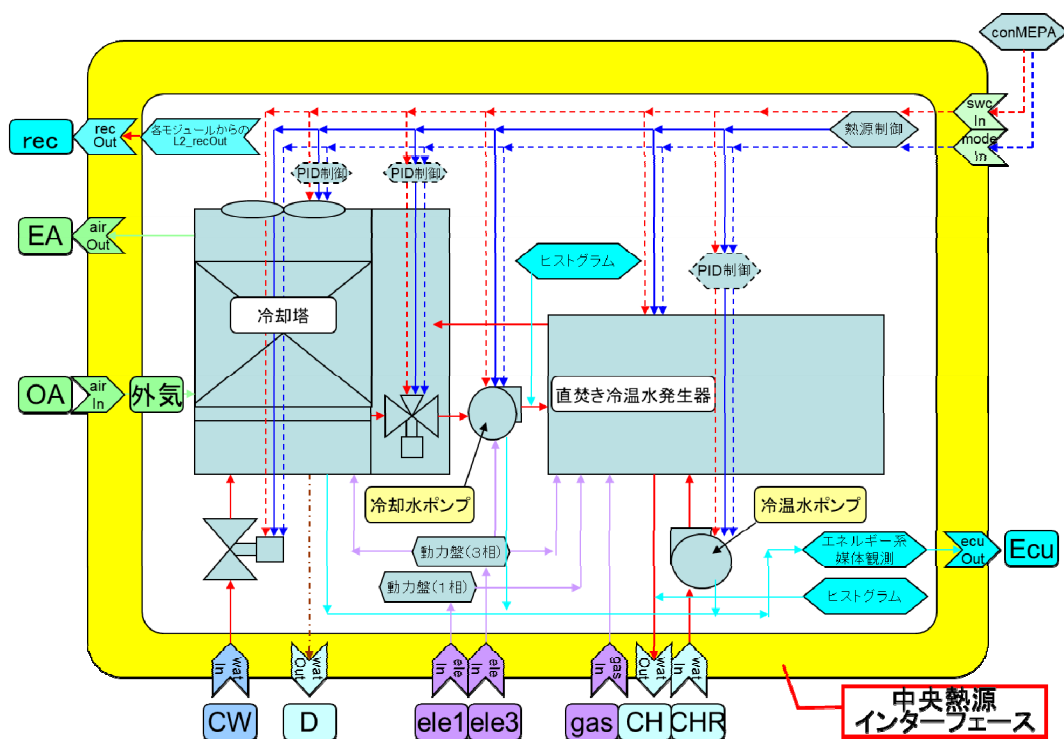 conMEPA
swc
In
mode
In
熱源制御
rec
rec
Out
各モジュールからの
L2_recOut
PID制御
PID制御
EA
air
Out
ヒストグラム
PID制御
冷却塔
OA
air
In
外気
直焚き冷温水発生器
冷却水ポンプ
冷温水ポンプ
動力盤(3相)
エネルギー系
媒体観測
ecu
Out
Ecu
動力盤(1相)
ヒストグラム
wat
In
wat
Out
ele
In
ele
In
gas
In
wat
Out
wat
In
CW
D
ele1
ele3
gas
CH
CHR
中央熱源
インターフェース